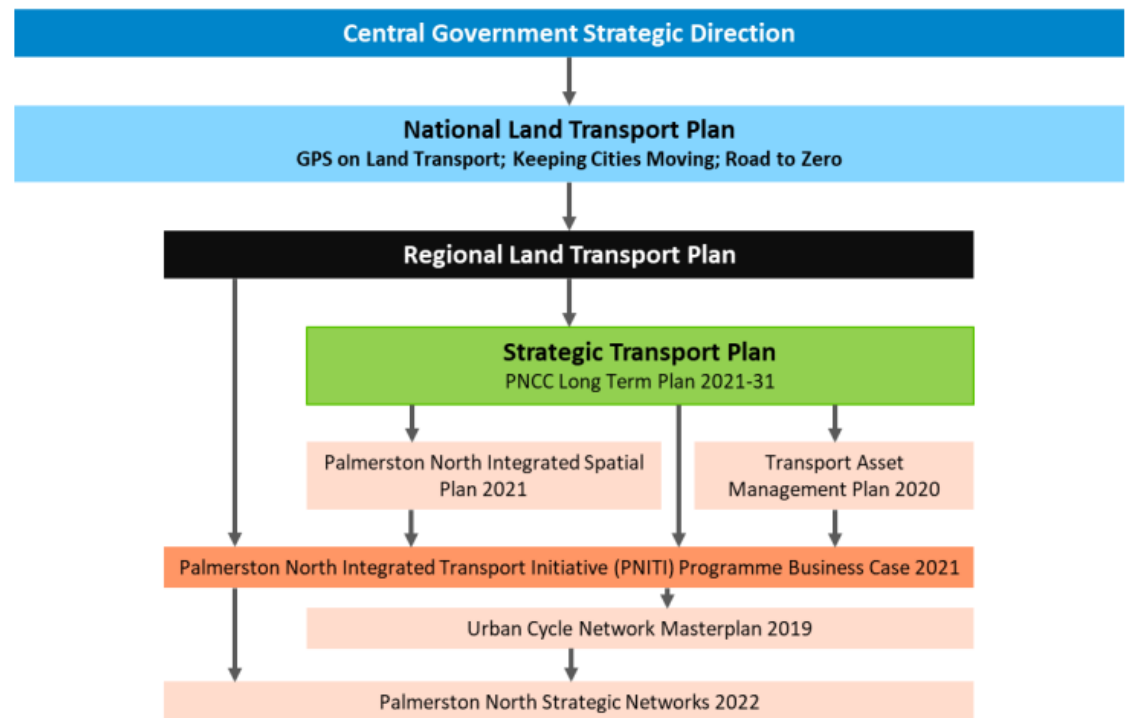 Central Government Strategic Direction
National Land Transport Plan
GPS on Land Transport; Keeping Cities Moving; Road to Zero
Regional Land Transport Plan
Strategic Transport Plan
PNCC Long Term Plan 2021-31
Palmerston North Integrated Spatial
Plan 2021
Transport Asset
Management Plan 2020
Palmerston North Integrated Transport Initiative (PNITI) Programme Business Case 2021
Urban Cycle Network Masterplan 2019
Palmerston North Strategic Networks 2022